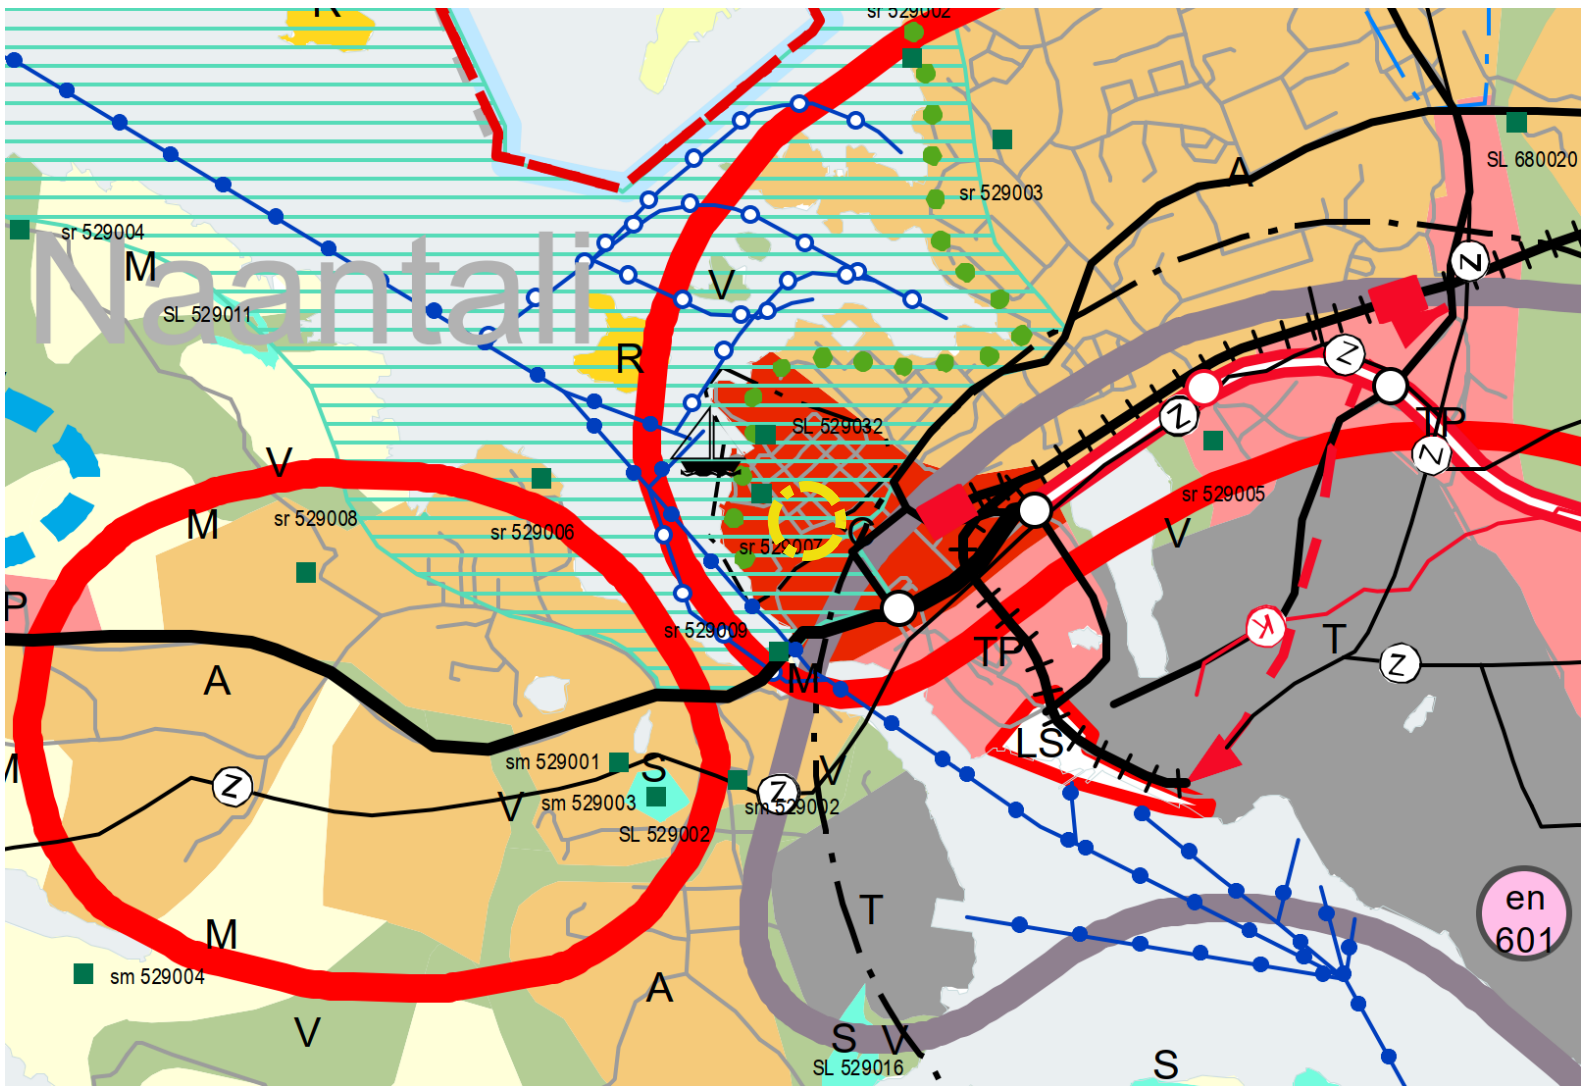 R
sr 529002
A
SL 680020
sr 529003
sr 529004
M
Naantali
V
SL 529011
Z
R
Z
TP
Z
SL 529032
Z
V
M
sr 529008
sr 529006
sr 529005
V
C
sr 529007
P
sr 529009
K
T
TP
Z
A
M
LS
M
sm 529001
S
V
Z
Z
sm 529003
V
sm 529002
SL 529002
en
601
T
M
sm 529004
A
V
S
V
SL 529016
S